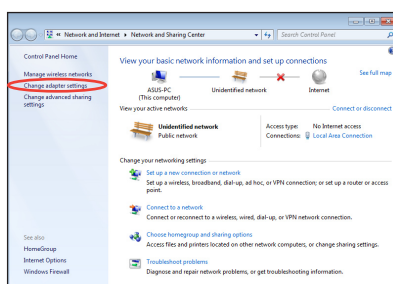 « Network and Internet ▸ Network and Sharing Center
Search Control Panel
Control Panel Home
Manage wireless networks
Change adapter settings
Change advanced sharing
settings
See also
HomeGroup
Internet Options
Windows Firewall
View your basic network information and set up connections
See full map
ASUS-PC
(This computer)
Unidentified network
Internet
View your active networks
Connect or disconnect
Unidentified network
Public network
Access type: No Internet access
Connections: Local Area Connection
Change your networking settings
Set up a new connection or network
Set up a wireless, broadband, dial-up, ad hoc, or VPN connection; or set up a router or access
point.
Connect to a network
Connect or reconnect to a wireless, wired, dial-up, or VPN network connection.
Choose homegroup and sharing options
Access files and printers located on other network computers, or change sharing settings.
Troubleshoot problems
Diagnose and repair network problems, or get troubleshooting information.